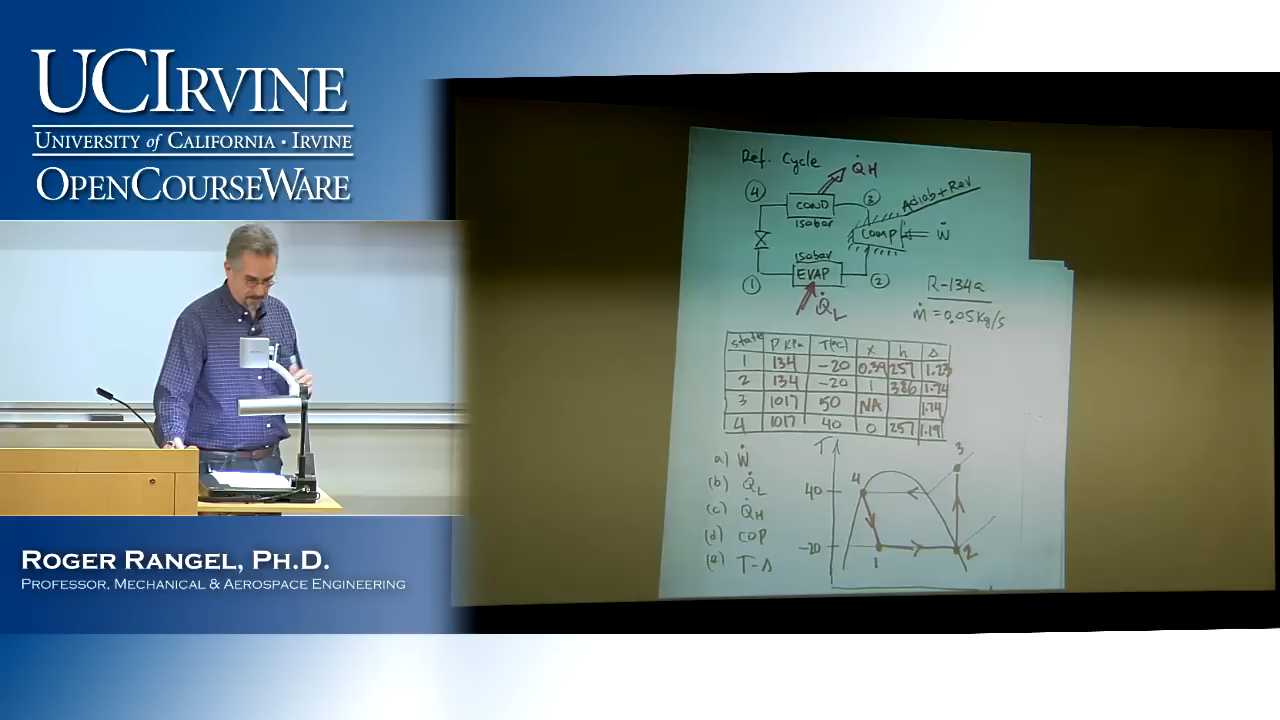 UCIRVINE
UNIVERSITY of CALIFORNIA · IRVINE
OPENCOURSEWARE
ROGER RANGEL, PH.D.
PROFESSOR, MECHANICAL & AEROSPACE ENGINEERING
Ref. Cycle
Q̇H
4
COND
3
Adiab+Rev
isobar
COMP
Ẇ
isobar
1
EVAP
2
Q̇L
R-134a
ṁ = 0.05 kg/s
state P kPa T(°C) x h s
1 134 -20 0.39 257 1.23
2 134 -20 1 386 1.74
3 1017 50 NA 1.74
4 1017 40 0 257 1.19
a) Ẇ
(b) Q̇L
(c) Q̇H
(d) COP
(e) T-s
T
3
4
40
-20
1
2